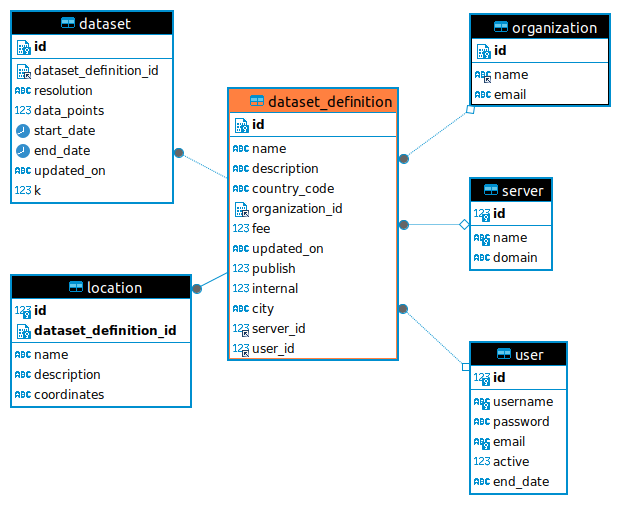 dataset
id
dataset_definition_id
resolution
data_points
start_date
end_date
updated_on
k
organization
id
name
email
dataset_definition
id
name
description
country_code
organization_id
fee
updated_on
publish
internal
city
server_id
user_id
server
id
name
domain
location
id
dataset_definition_id
name
description
coordinates
user
id
username
password
email
active
end_date